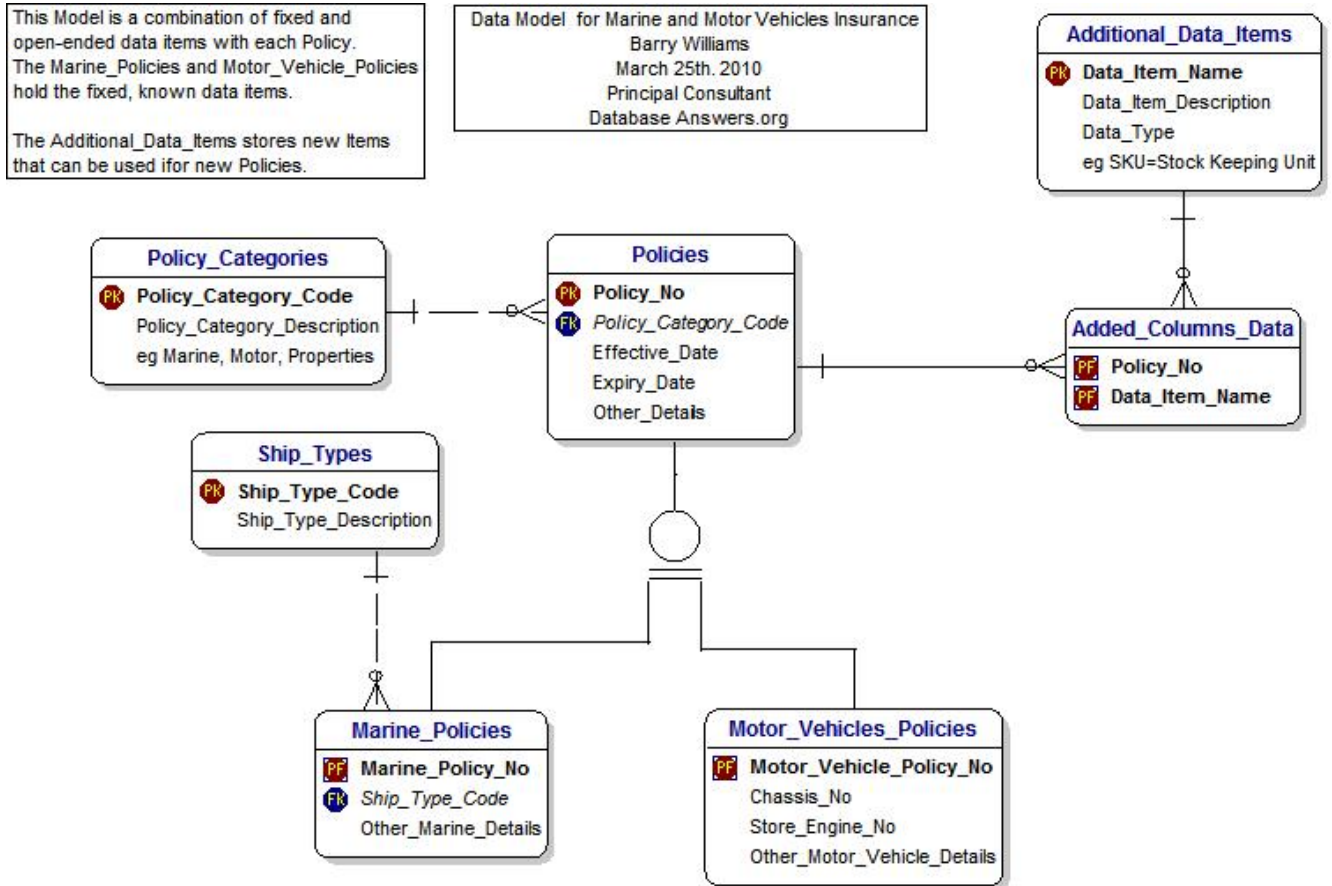 This Model is a combination of fixed and
open-ended data items with each Policy.
The Marine_Policies and Motor_Vehicle_Policies
hold the fixed, known data items.
The Additional_Data_Items stores new Items
that can be used ifor new Policies.
Data Model for Marine and Motor Vehicles Insurance
Barry Williams
March 25th. 2010
Principal Consultant
Database Answers.org
Additional_Data_Items
PK Data_Item_Name
Data_Item_Description
Data_Type
eg SKU=Stock Keeping Unit
Policy_Categories
PK Policy_Category_Code
Policy_Category_Description
eg Marine, Motor, Properties
Policies
PK Policy_No
FK Policy_Category_Code
Effective_Date
Expiry_Date
Other_Details
Added_Columns_Data
PF Policy_No
PF Data_Item_Name
Ship_Types
PK Ship_Type_Code
Ship_Type_Description
Marine_Policies
PF Marine_Policy_No
FK Ship_Type_Code
Other_Marine_Details
Motor_Vehicles_Policies
PF Motor_Vehicle_Policy_No
Chassis_No
Store_Engine_No
Other_Motor_Vehicle_Details